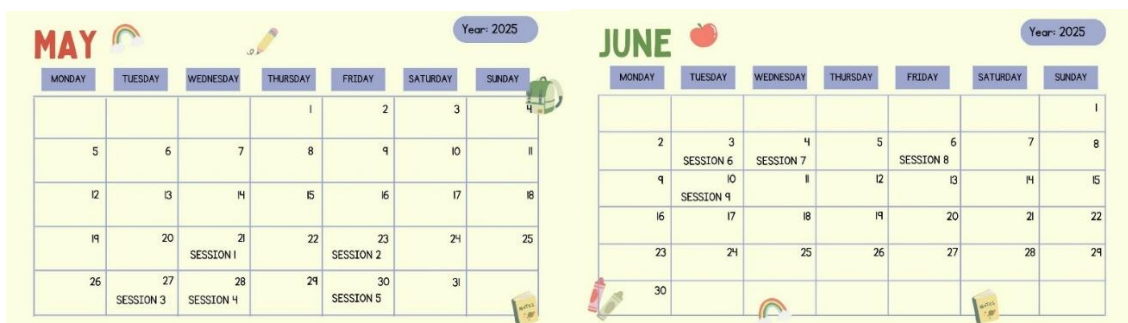 MAY
Year: 2025
MONDAY TUESDAY WEDNESDAY THURSDAY FRIDAY SATURDAY SUNDAY
1 2 3 4
5 6 7 8 9 10 11
12 13 14 15 16 17 18
19 20 21 22 23 24 25
SESSION 1 SESSION 2
26 27 28 29 30 31
SESSION 3 SESSION 4 SESSION 5
NOTES
JUNE
Year: 2025
MONDAY TUESDAY WEDNESDAY THURSDAY FRIDAY SATURDAY SUNDAY
1
2 3 4 5 6 7 8
SESSION 6 SESSION 7 SESSION 8
9 10 11 12 13 14 15
SESSION 9
16 17 18 19 20 21 22
23 24 25 26 27 28 29
30
NOTES